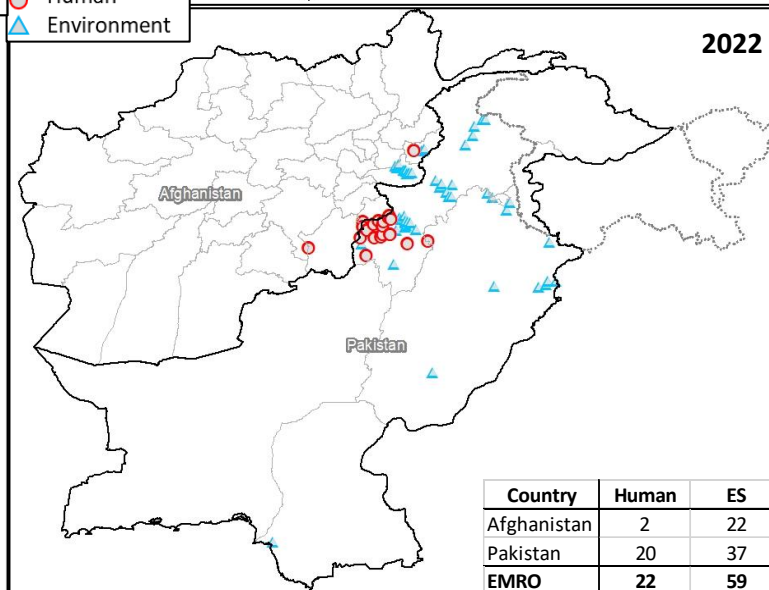 Human
Environment
2022
Afghanistan
Pakistan
Country Human ES
Afghanistan 2 22
Pakistan 20 37
EMRO 22 59